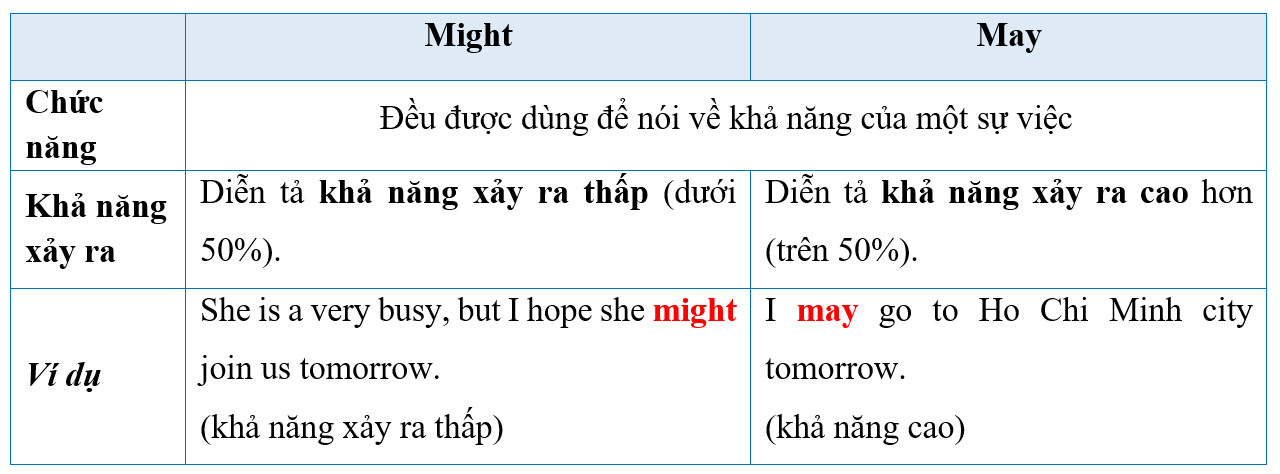 Might May
Chức
năng
Đều được dùng để nói về khả năng của một sự việc
Khả năng
xảy ra
Diễn tả khả năng xảy ra thấp (dưới
50%).
Diễn tả khả năng xảy ra cao hơn
(trên 50%).
Ví dụ
She is a very busy, but I hope she might
join us tomorrow.
(khả năng xảy ra thấp)
I may go to Ho Chi Minh city
tomorrow.
(khả năng cao)